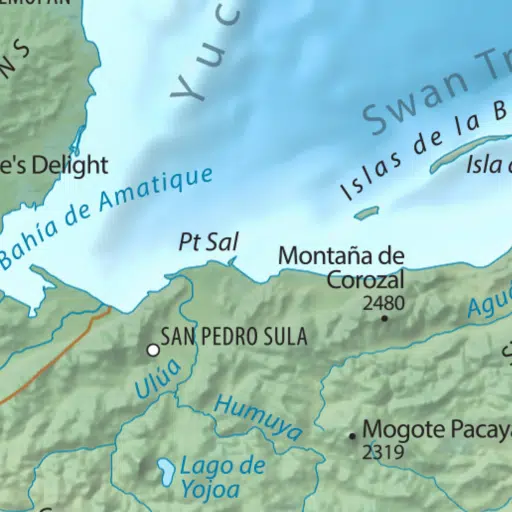 N S
Yuc
Swan Tr
Islas de la B
Isla
e's Delight
Bahía de Amatique
Pt Sal
Montaña de
Corozal
2480
Agu
SAN PEDRO SULA
Ulúa
Humuya
Mogote Pacaya
2319
Lago de
Yojoa